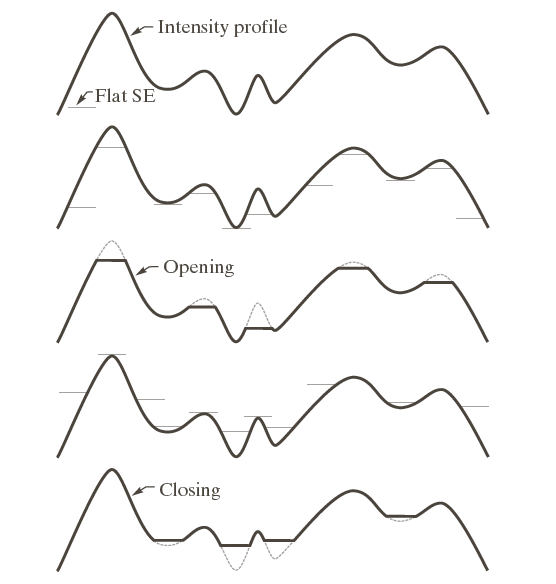 Intensity profile
Flat SE
Opening
Closing